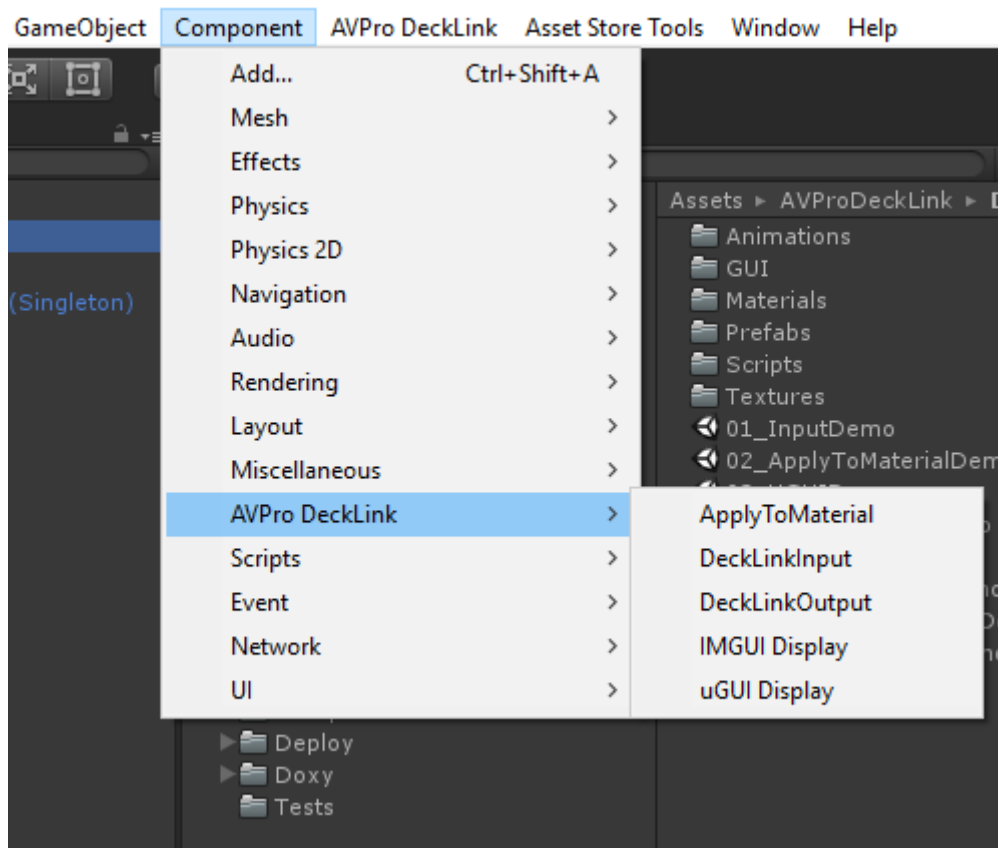 GameObject Component AVPro DeckLink Asset Store Tools Window Help
Add... Ctrl+Shift+A
Mesh
Effects
Physics
Physics 2D
Navigation
Audio
Rendering
Layout
Miscellaneous
AVPro DeckLink
Scripts
Event
Network
UI
ApplyToMaterial
DeckLinkInput
DeckLinkOutput
IMGUI Display
uGUI Display
(Singleton)
Assets ▸ AVProDeckLink ▸
Animations
GUI
Materials
Prefabs
Scripts
Textures
01_InputDemo
02_ApplyToMaterialDem
Deploy
Doxy
Tests